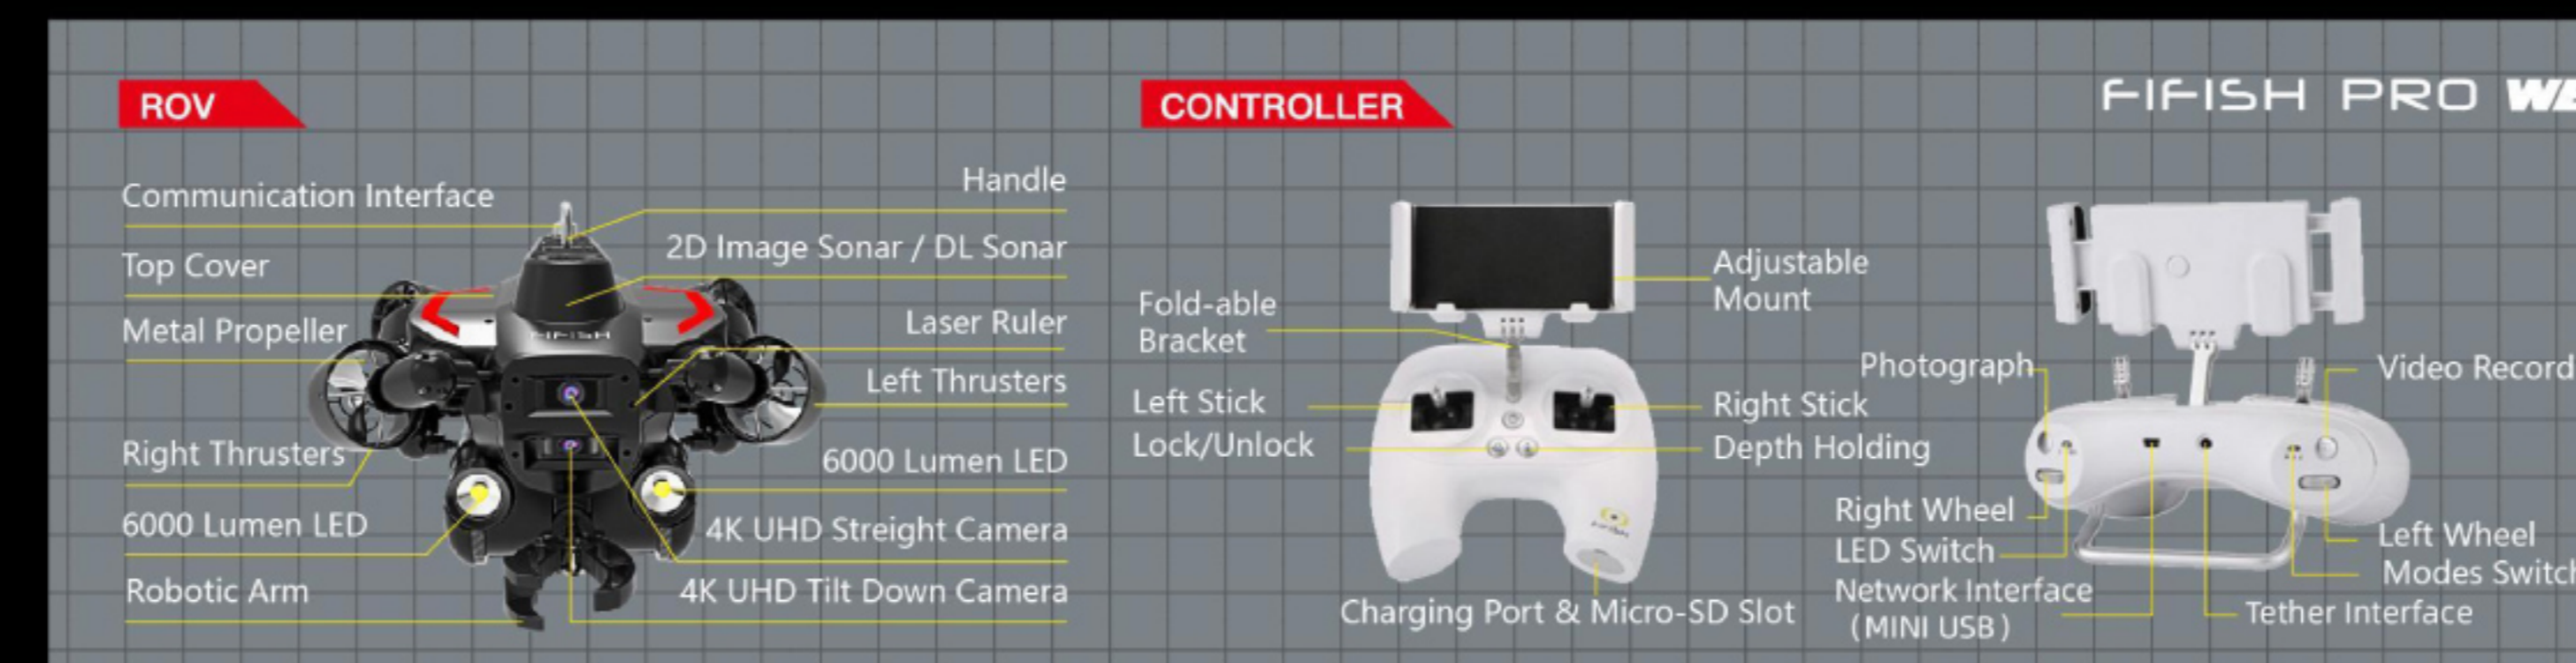 ROV
CONTROLLER
FIFISH PRO
Communication Interface
Top Cover
Metal Propeller
Right Thrusters
6000 Lumen LED
Robotic Arm
Handle
2D Image Sonar / DL Sonar
Laser Ruler
Left Thrusters
6000 Lumen LED
4K UHD Streight Camera
4K UHD Tilt Down Camera
FIFISH
Fold-able
Bracket
Left Stick
Lock/Unlock
Adjustable
Mount
Right Stick
Depth Holding
Charging Port & Micro-SD Slot
Photograph
Right Wheel
LED Switch
Network Interface
(MINI USB)
Video Record
Left Wheel
Modes Switch
Tether Interface